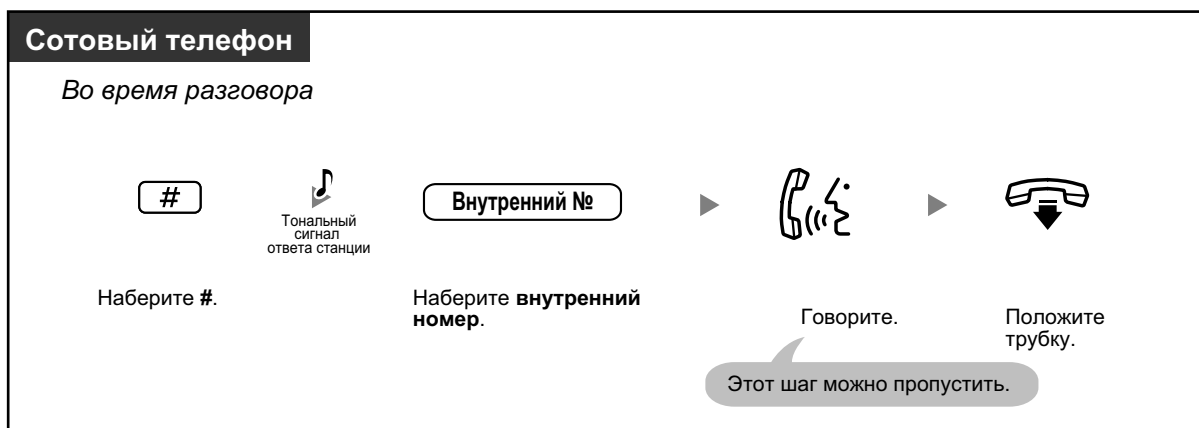 Сотовый телефон
Во время разговора
#
Тональный
сигнал
ответа станции
Внутренний №
Наберите #.
Наберите внутренний
номер.
Говорите.
Положите
трубку.
Этот шаг можно пропустить.